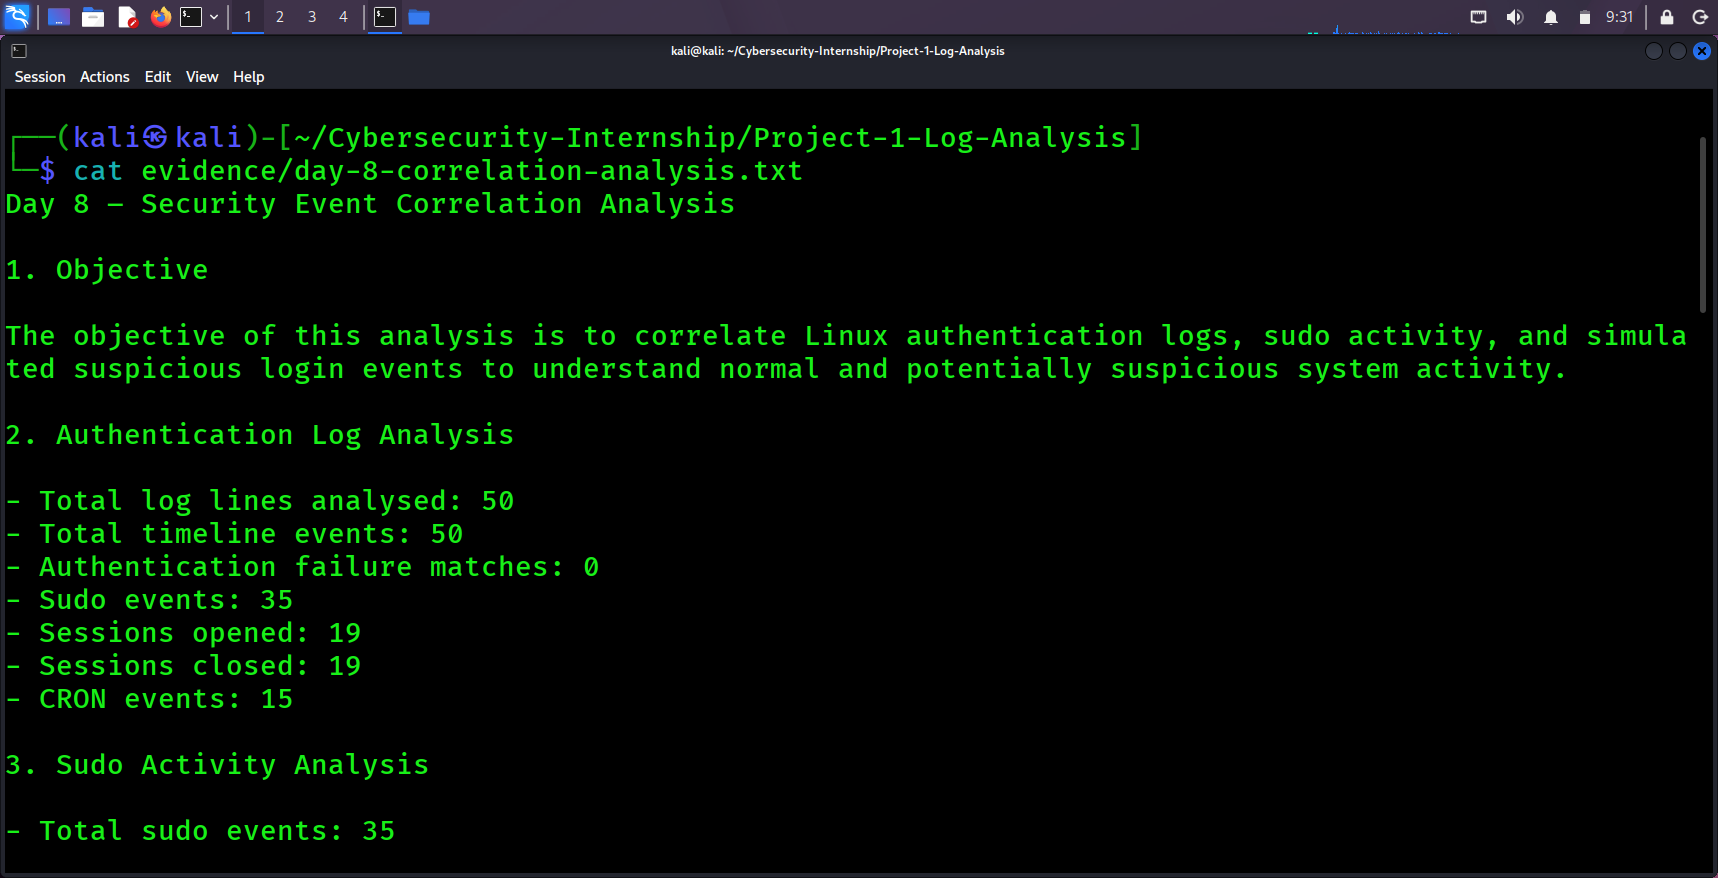 1 2 3 4
9:31
kali@kali: ~/Cybersecurity-Internship/Project-1-Log-Analysis
Session Actions Edit View Help
┌──(kali㉿kali)-[~/Cybersecurity-Internship/Project-1-Log-Analysis]
└─$ cat evidence/day-8-correlation-analysis.txt
Day 8 – Security Event Correlation Analysis
1. Objective
The objective of this analysis is to correlate Linux authentication logs, sudo activity, and simula
ted suspicious login events to understand normal and potentially suspicious system activity.
2. Authentication Log Analysis
- Total log lines analysed: 50
- Total timeline events: 50
- Authentication failure matches: 0
- Sudo events: 35
- Sessions opened: 19
- Sessions closed: 19
- CRON events: 15
3. Sudo Activity Analysis
- Total sudo events: 35